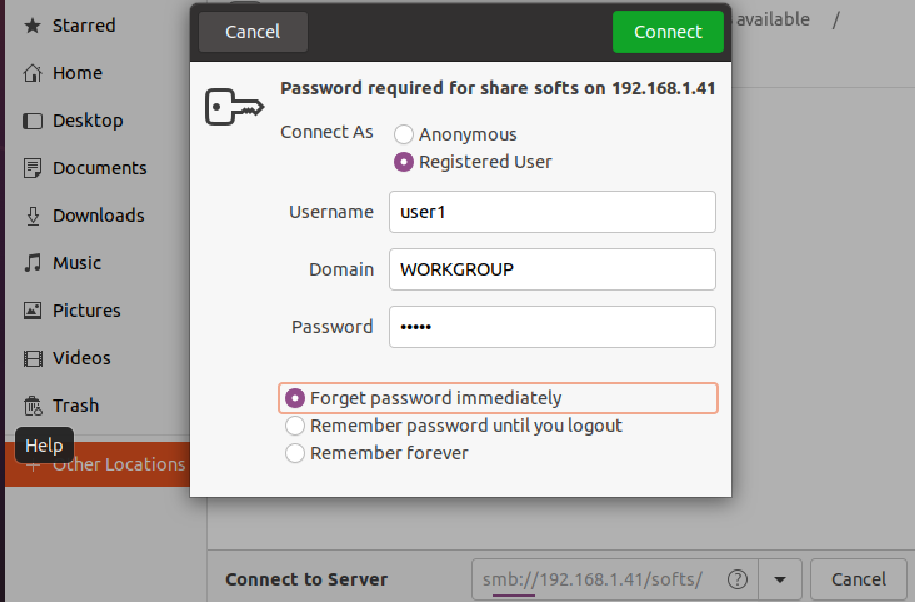 Starred
Home
Desktop
Documents
Downloads
Music
Pictures
Videos
Trash
Help
+ Other Locations
available /
Cancel
Connect
Password required for share softs on 192.168.1.41
Connect As
Anonymous
Registered User
Username
user1
Domain
WORKGROUP
Password
•••••
Forget password immediately
Remember password until you logout
Remember forever
Connect to Server
smb://192.168.1.41/softs/
?
Cancel